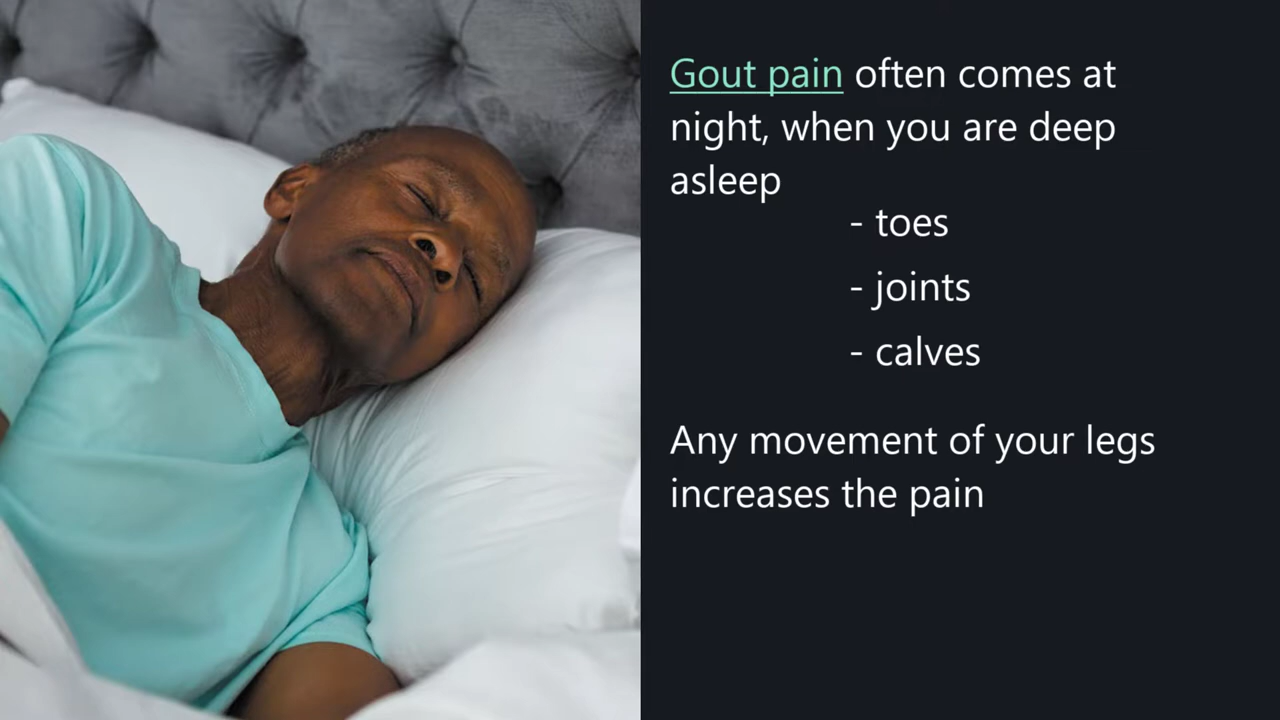 Gout pain often comes at
night, when you are deep
asleep
- toes
- joints
- calves
Any movement of your legs
increases the pain